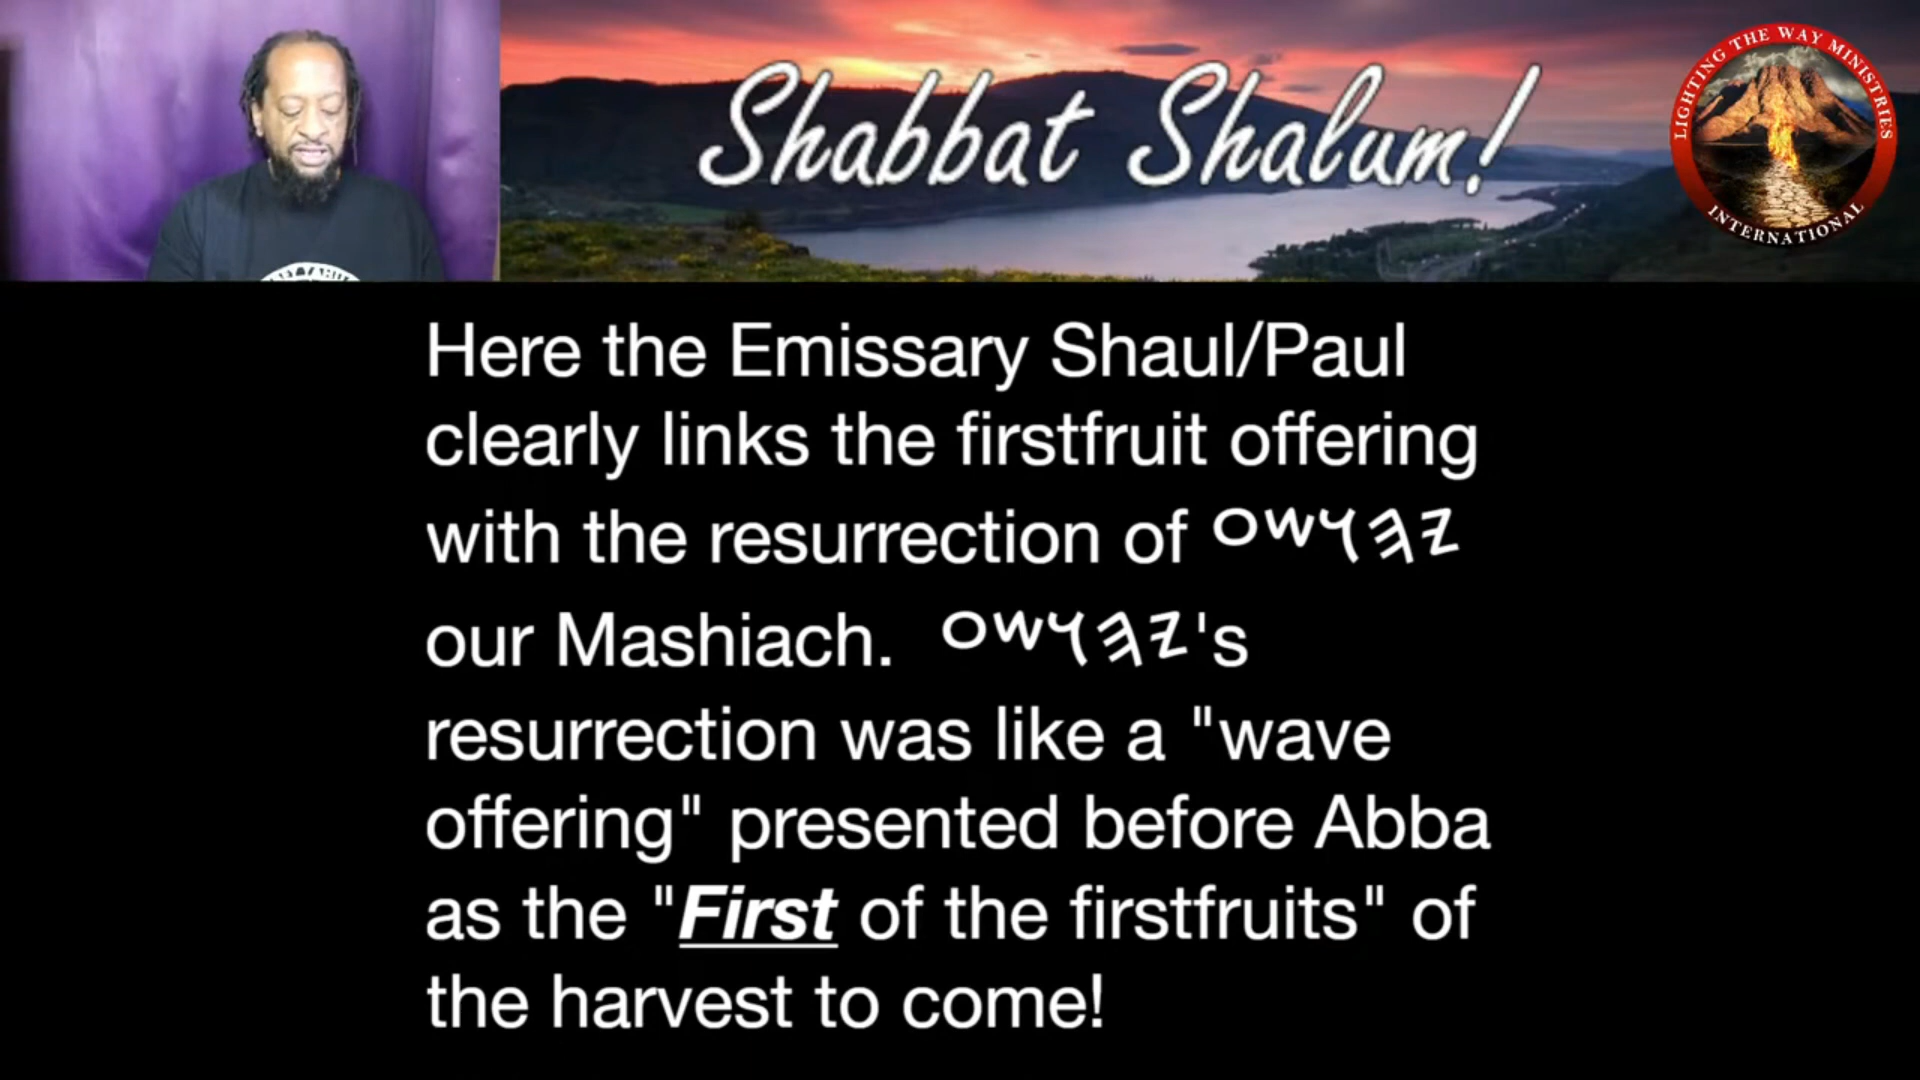 Shabbat Shalum!
LIGHTING THE WAY MINISTRIES
INTERNATIONAL
Here the Emissary Shaul/Paul
clearly links the firstfruit offering
with the resurrection of 𐤉𐤄𐤅𐤔𐤏
our Mashiach. 𐤉𐤄𐤅𐤔𐤏's
resurrection was like a "wave
offering" presented before Abba
as the "First of the firstfruits" of
the harvest to come!